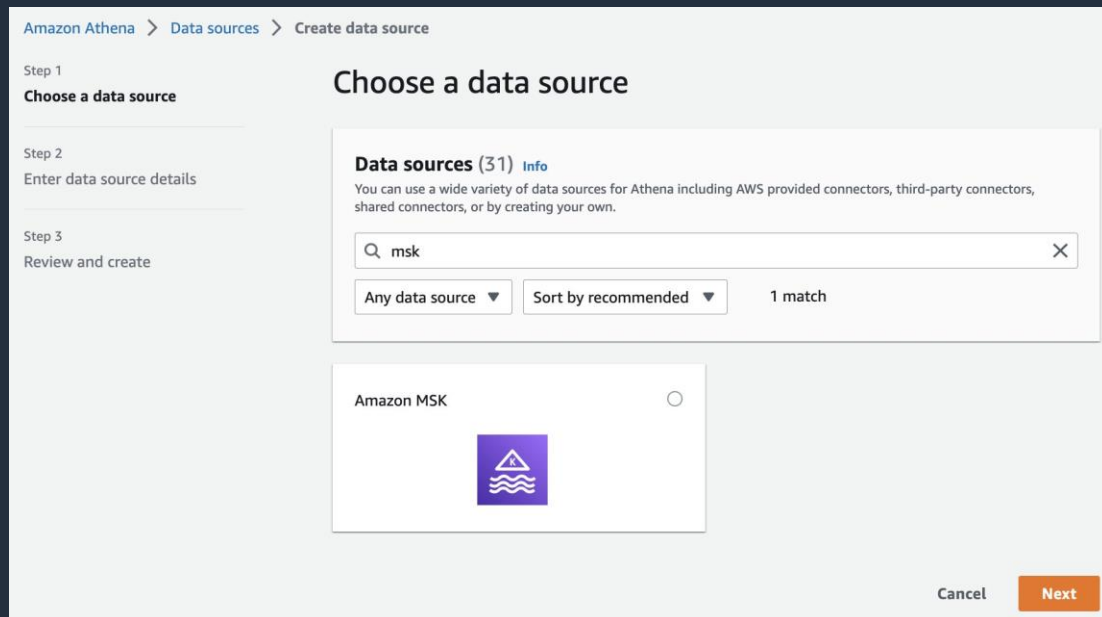 Amazon Athena > Data sources > Create data source
Step 1
Choose a data source
Step 2
Enter data source details
Step 3
Review and create
Choose a data source
Data sources (31) Info
You can use a wide variety of data sources for Athena including AWS provided connectors, third-party connectors,
shared connectors, or by creating your own.
msk
Any data source
Sort by recommended
1 match
Amazon MSK
K
Cancel
Next